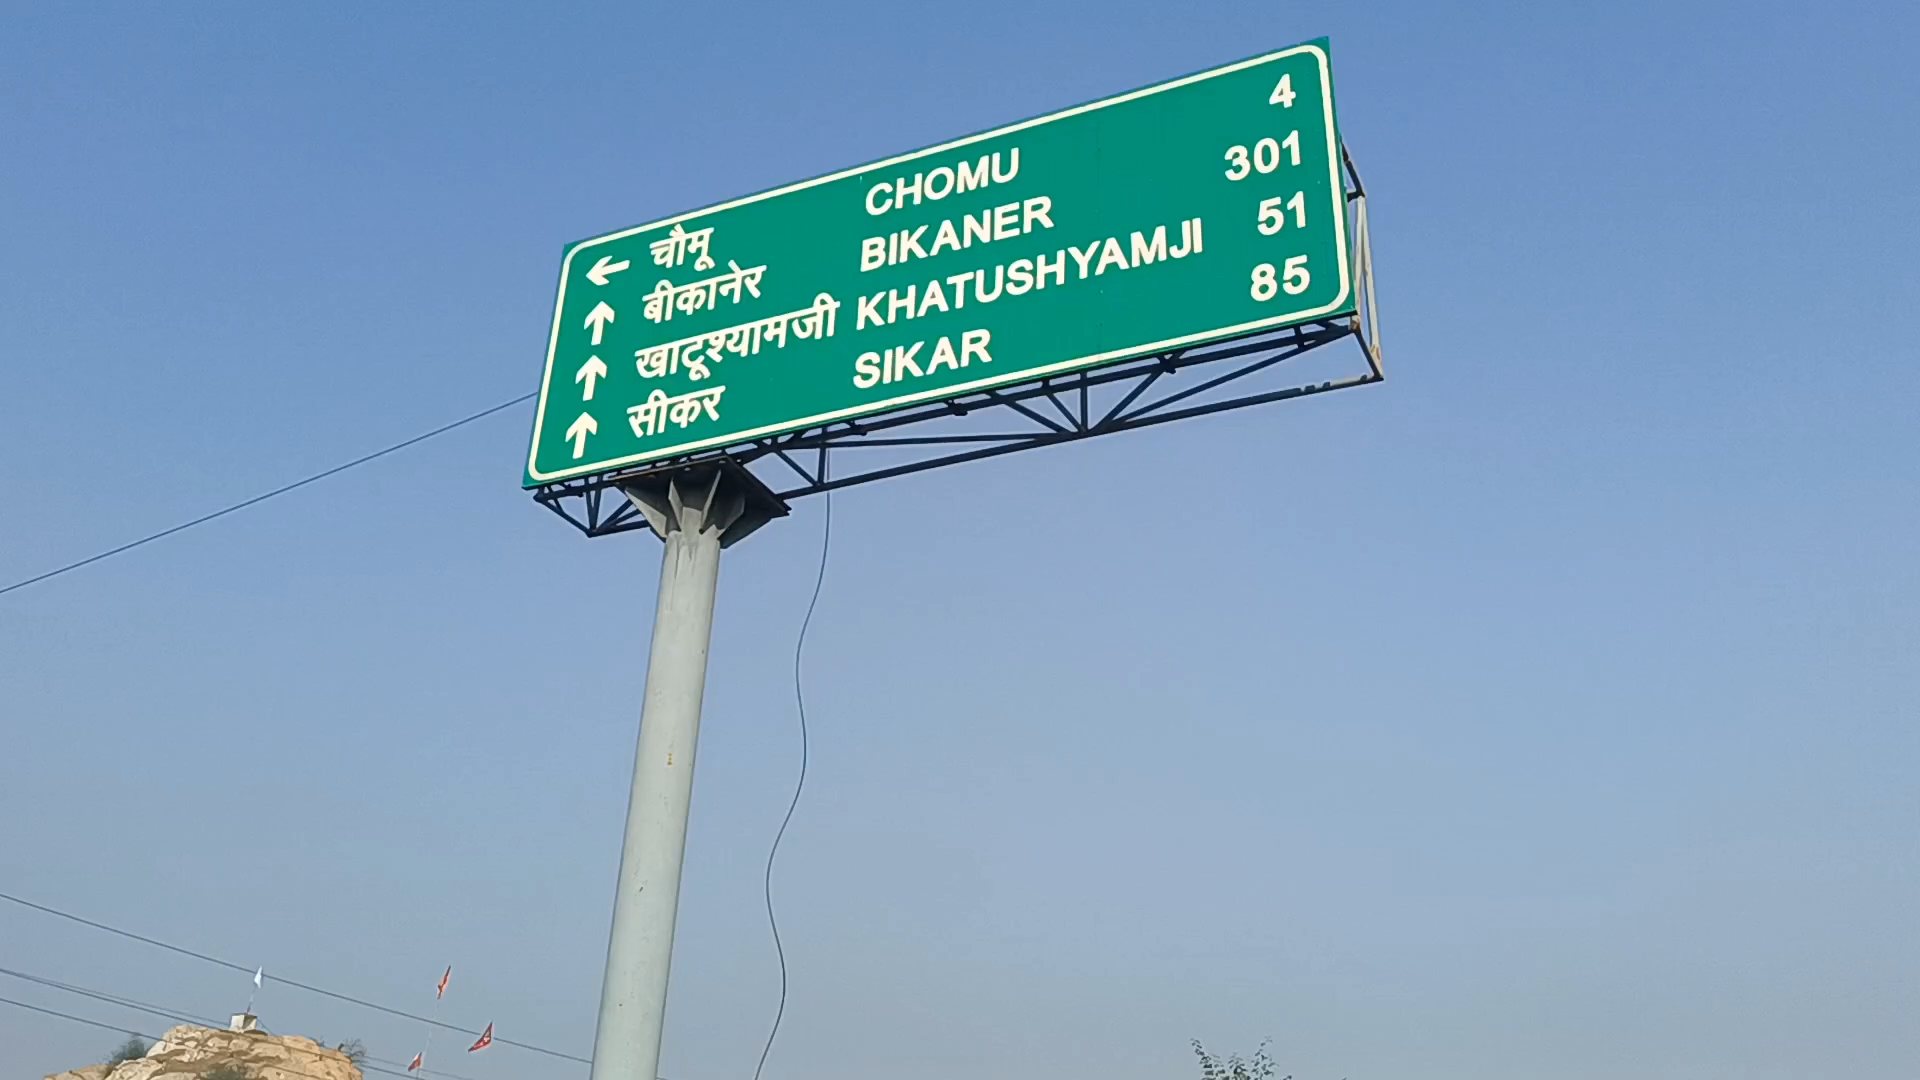 ← चौमू CHOMU 4
↑ बीकानेर BIKANER 301
↑ खाटूश्यामजी KHATUSHYAMJI 51
↑ सीकर SIKAR 85